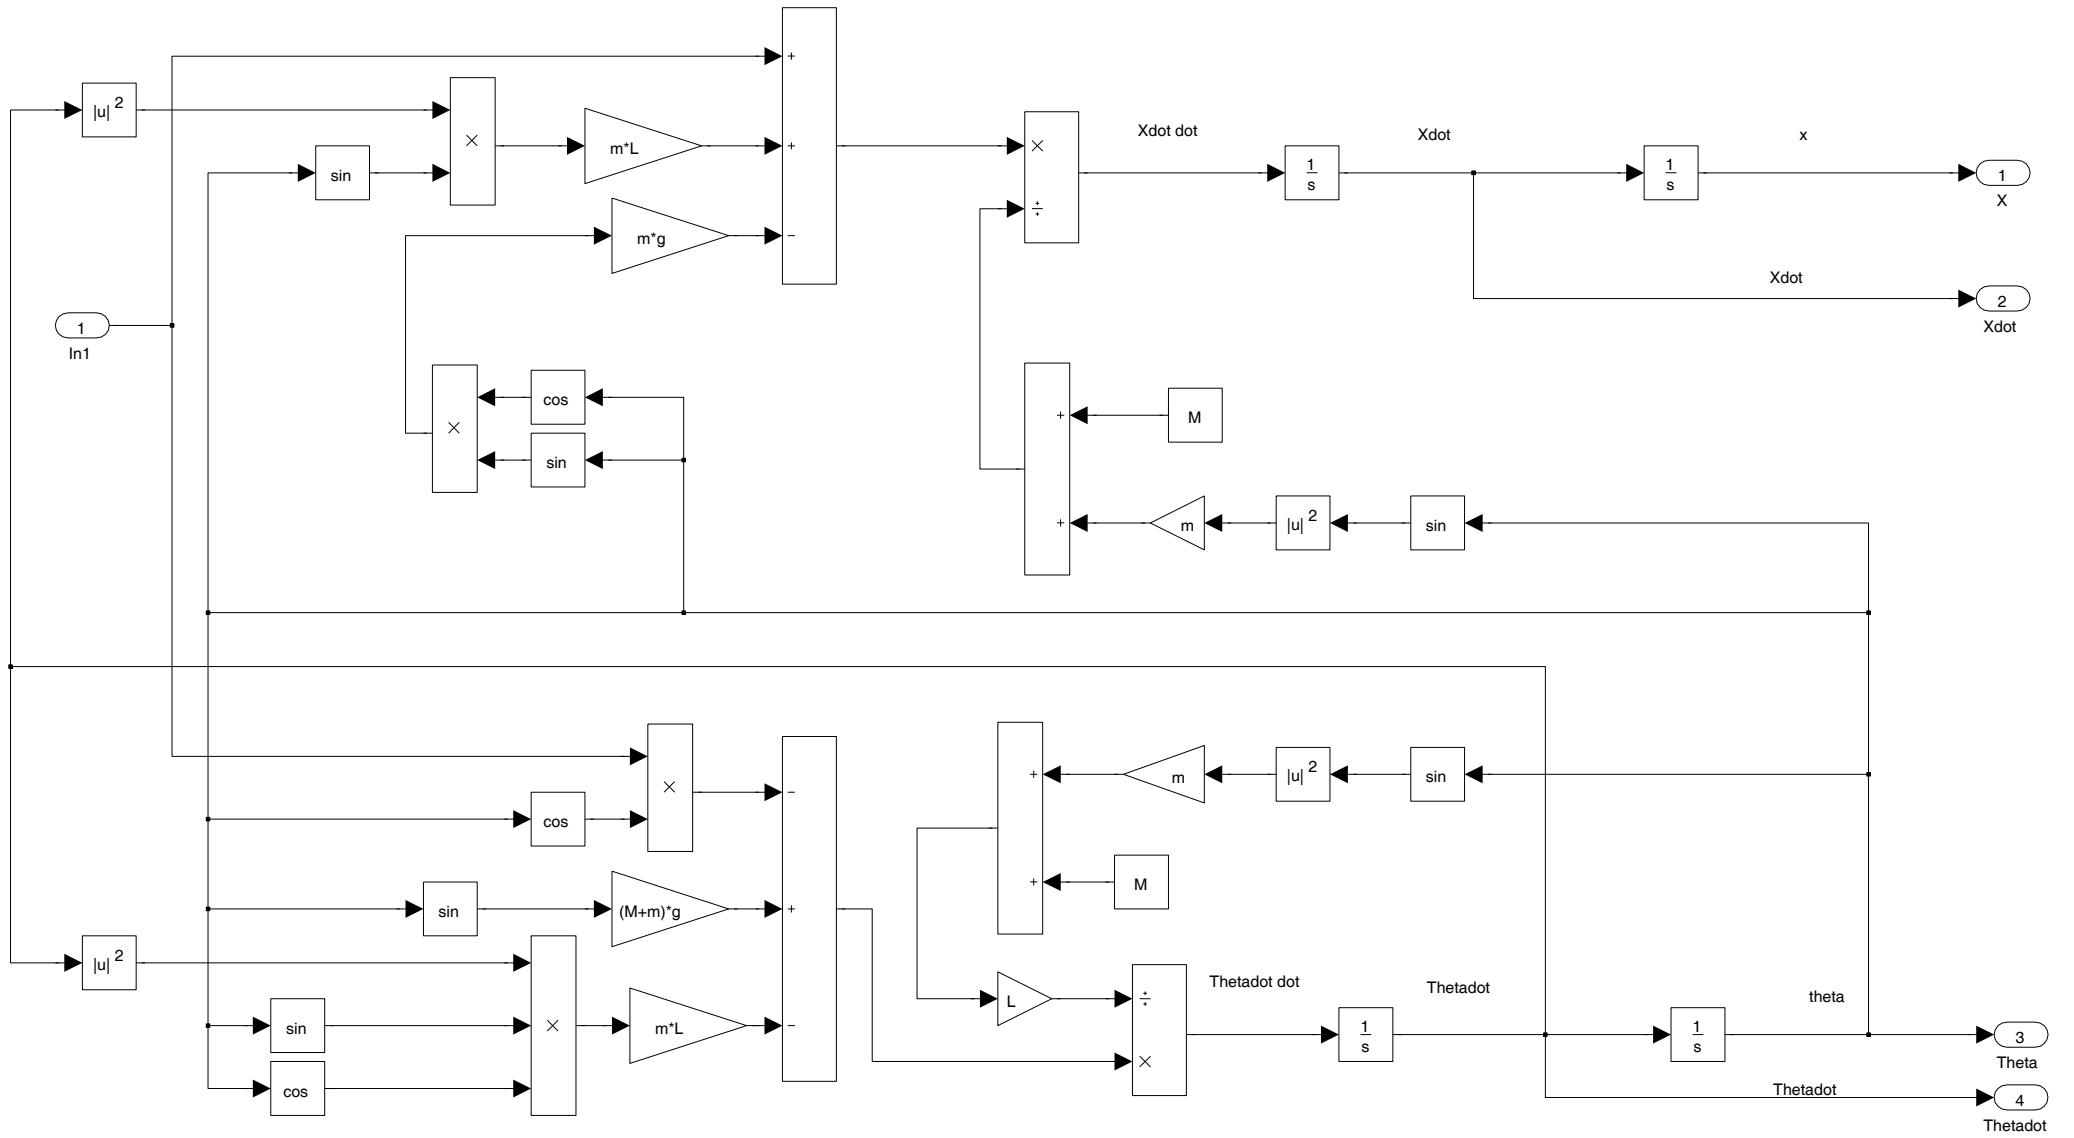 +
|u| 2
×
m*L
+
×
Xdot dot
1
s
Xdot
1
s
x
1
X
sin
÷
m*g
−
Xdot
2
Xdot
1
In1
cos
×
sin
+
M
+
m
|u| 2
sin
×
−
cos
+
m
|u| 2
sin
+
M
sin
(M+m)*g
+
|u| 2
Thetadot dot
Thetadot
theta
L
÷
sin
×
m*L
−
1
s
1
s
3
Theta
×
cos
Thetadot
4
Thetadot